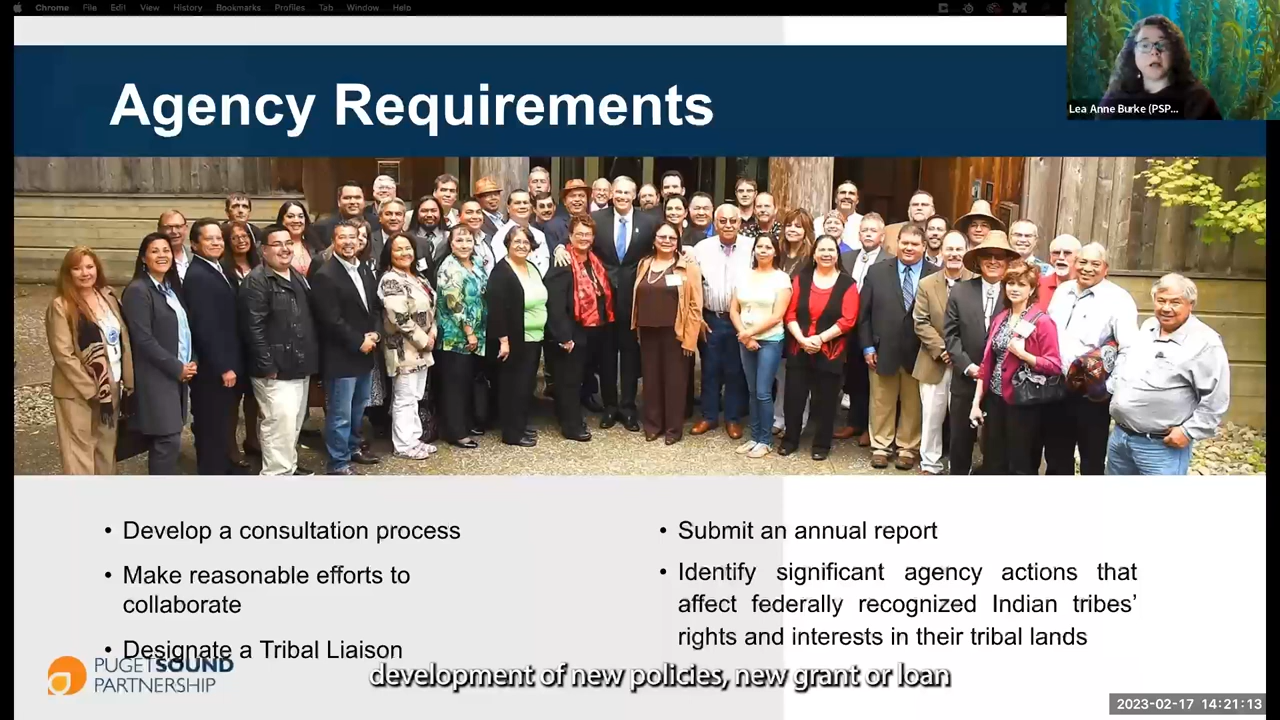 Chrome File Edit View History Bookmarks Profiles Tab Window Help
Agency Requirements
Lea Anne Burke (PSP...
• Develop a consultation process
• Make reasonable efforts to
collaborate
• Designate a Tribal Liaison
• Submit an annual report
• Identify significant agency actions that
affect federally recognized Indian tribes’
rights and interests in their tribal lands
PUGETSOUND
PARTNERSHIP
development of new policies, new grant or loan
2023-02-17 14:21:13